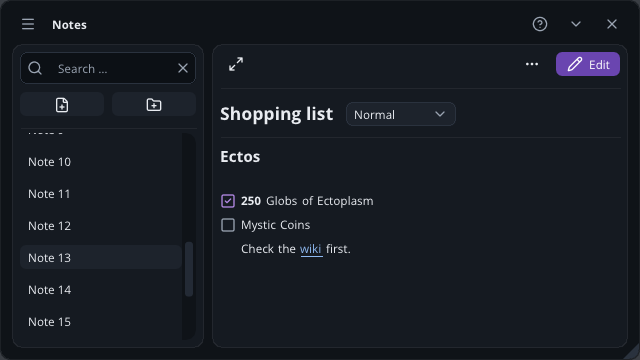 Notes
Search ...
Edit
Shopping list
Normal
Note 10
Note 11
Note 12
Note 13
Note 14
Note 15
Ectos
250 Globs of Ectoplasm
Mystic Coins
Check the wiki first.